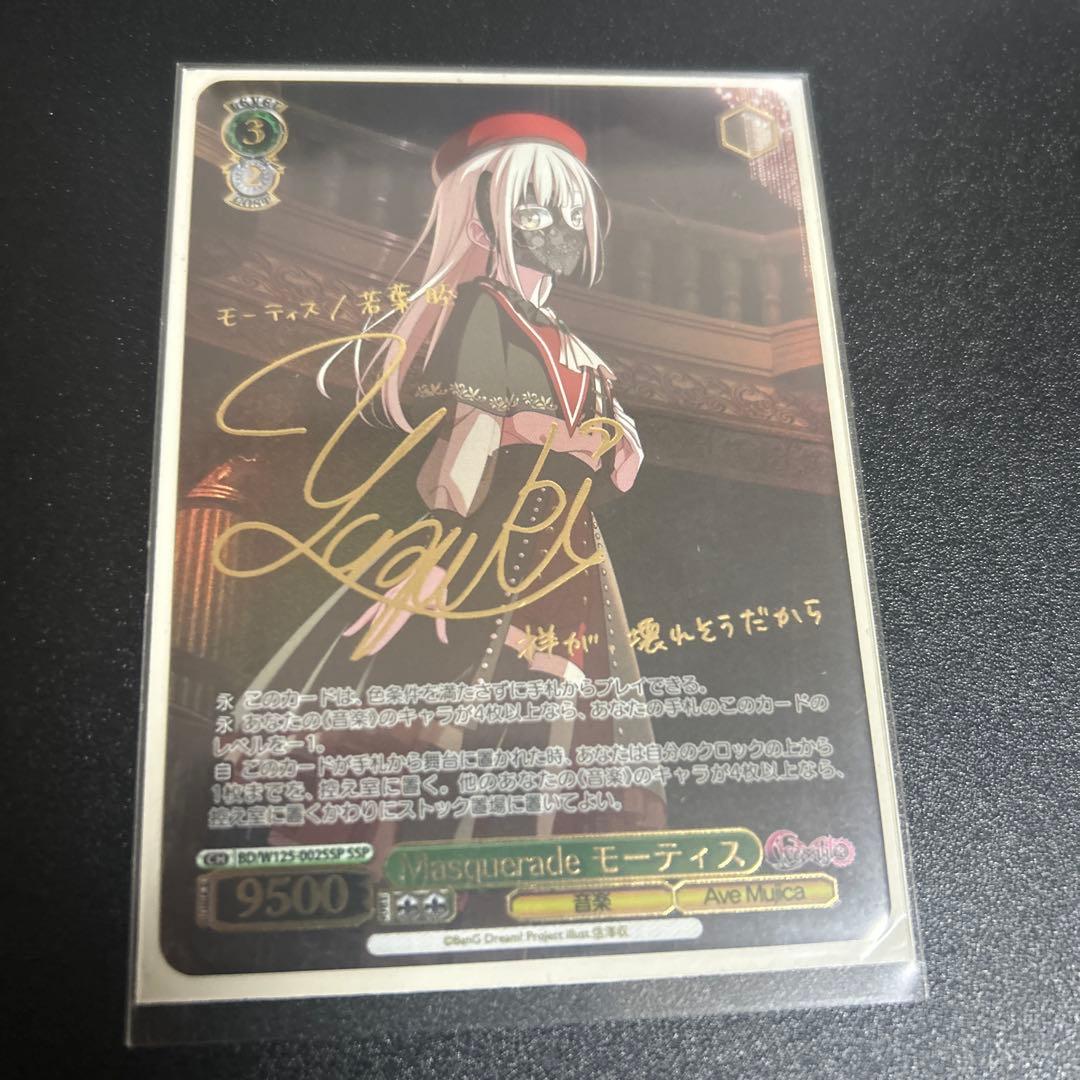 LEVEL
3
2
COST
モーティス/若葉 睦
Yuzuki
祥が 壊れそうだから
永 このカードは、色条件を満たさずに手札からプレイできる。
永 あなたの《音楽》のキャラが4枚以上なら、あなたの手札のこのカードの
レベルを－1。
自 このカードが手札から舞台に置かれた時、あなたは自分のクロックの上から
1枚までを、控え室に置く。他のあなたの《音楽》のキャラが4枚以上なら、
控え室に置くかわりにストック置場に置いてよい。
CH BD/W125-002SSP SSP
Masquerade モーティス
9500
音楽 Ave Mujica
©BanG Dream! Project illust.信澤収